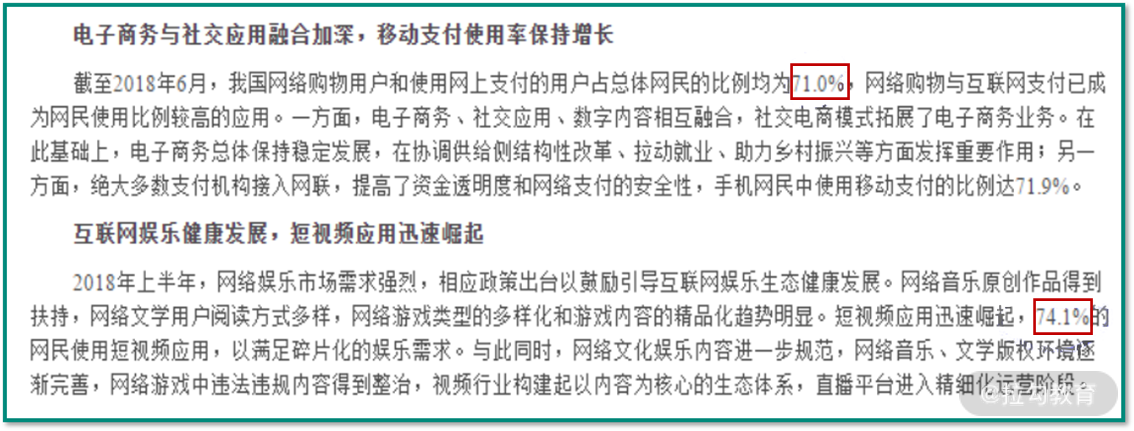 电子商务与社交应用融合加深，移动支付使用率保持增长
截至2018年6月，我国网络购物用户和使用网上支付的用户占总体网民的比例均为71.0%，网络购物与互联网支付已成
为网民使用比例较高的应用。一方面，电子商务、社交应用、数字内容相互融合，社交电商模式拓展了电子商务业务。在
此基础上，电子商务总体保持稳定发展，在协调供给侧结构性改革、拉动就业、助力乡村振兴等方面发挥重要作用；另一
方面，绝大多数支付机构接入网联，提高了资金透明度和网络支付的安全性，手机网民中使用移动支付的比例达71.9%。
互联网娱乐健康发展，短视频应用迅速崛起
2018年上半年，网络娱乐市场需求强烈，相应政策出台以鼓励引导互联网娱乐生态健康发展。网络音乐原创作品得到
扶持，网络文学用户阅读方式多样，网络游戏类型的多样化和游戏内容的精品化趋势明显。短视频应用迅速崛起，74.1%的
网民使用短视频应用，以满足碎片化的娱乐需求。与此同时，网络文化娱乐内容进一步规范，网络音乐、文学版权环境逐
渐完善，网络游戏中违法违规内容得到整治，视频行业构建起以内容为核心的生态体系，直播平台进入精细化运营阶段。
@拉勾教育